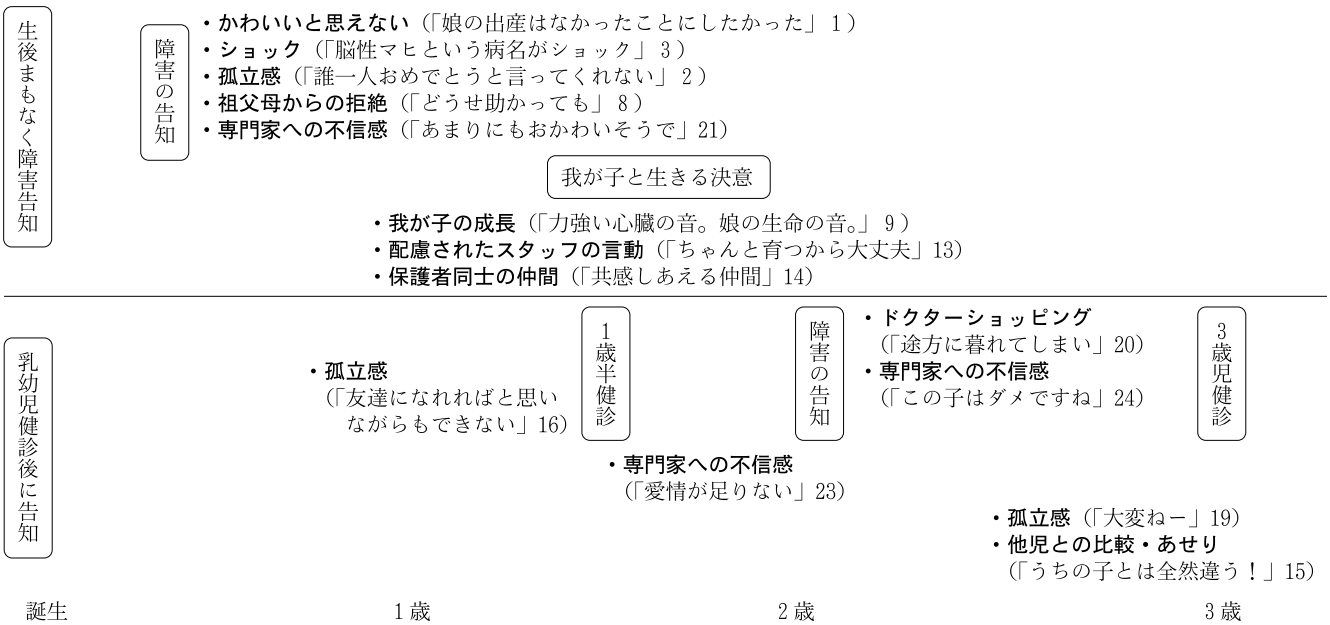 生後まもなく障害告知
障害の告知
・かわいいと思えない（「娘の出産はなかったことにしたかった」1）
・ショック（「脳性マヒという病名がショック」3）
・孤立感（「誰一人おめでとうと言ってくれない」2）
・祖父母からの拒絶（「どうせ助かっても」8）
・専門家への不信感（「あまりにもおかわいそうで」21）
我が子と生きる決意
・我が子の成長（「力強い心臓の音。娘の生命の音。」9）
・配慮されたスタッフの言動（「ちゃんと育つから大丈夫」13）
・保護者同士の仲間（「共感しあえる仲間」14）
乳幼児健診後に告知
・孤立感
（「友達になれればと思い
ながらもできない」16）
1歳半健診
・専門家への不信感
（「愛情が足りない」23）
障害の告知
・ドクターショッピング
（「途方に暮れてしまい」20）
・専門家への不信感
（「この子はダメですね」24）
3歳児健診
・孤立感（「大変ねー」19）
・他児との比較・あせり
（「うちの子とは全然違う！」15）
誕生 1歳 2歳 3歳